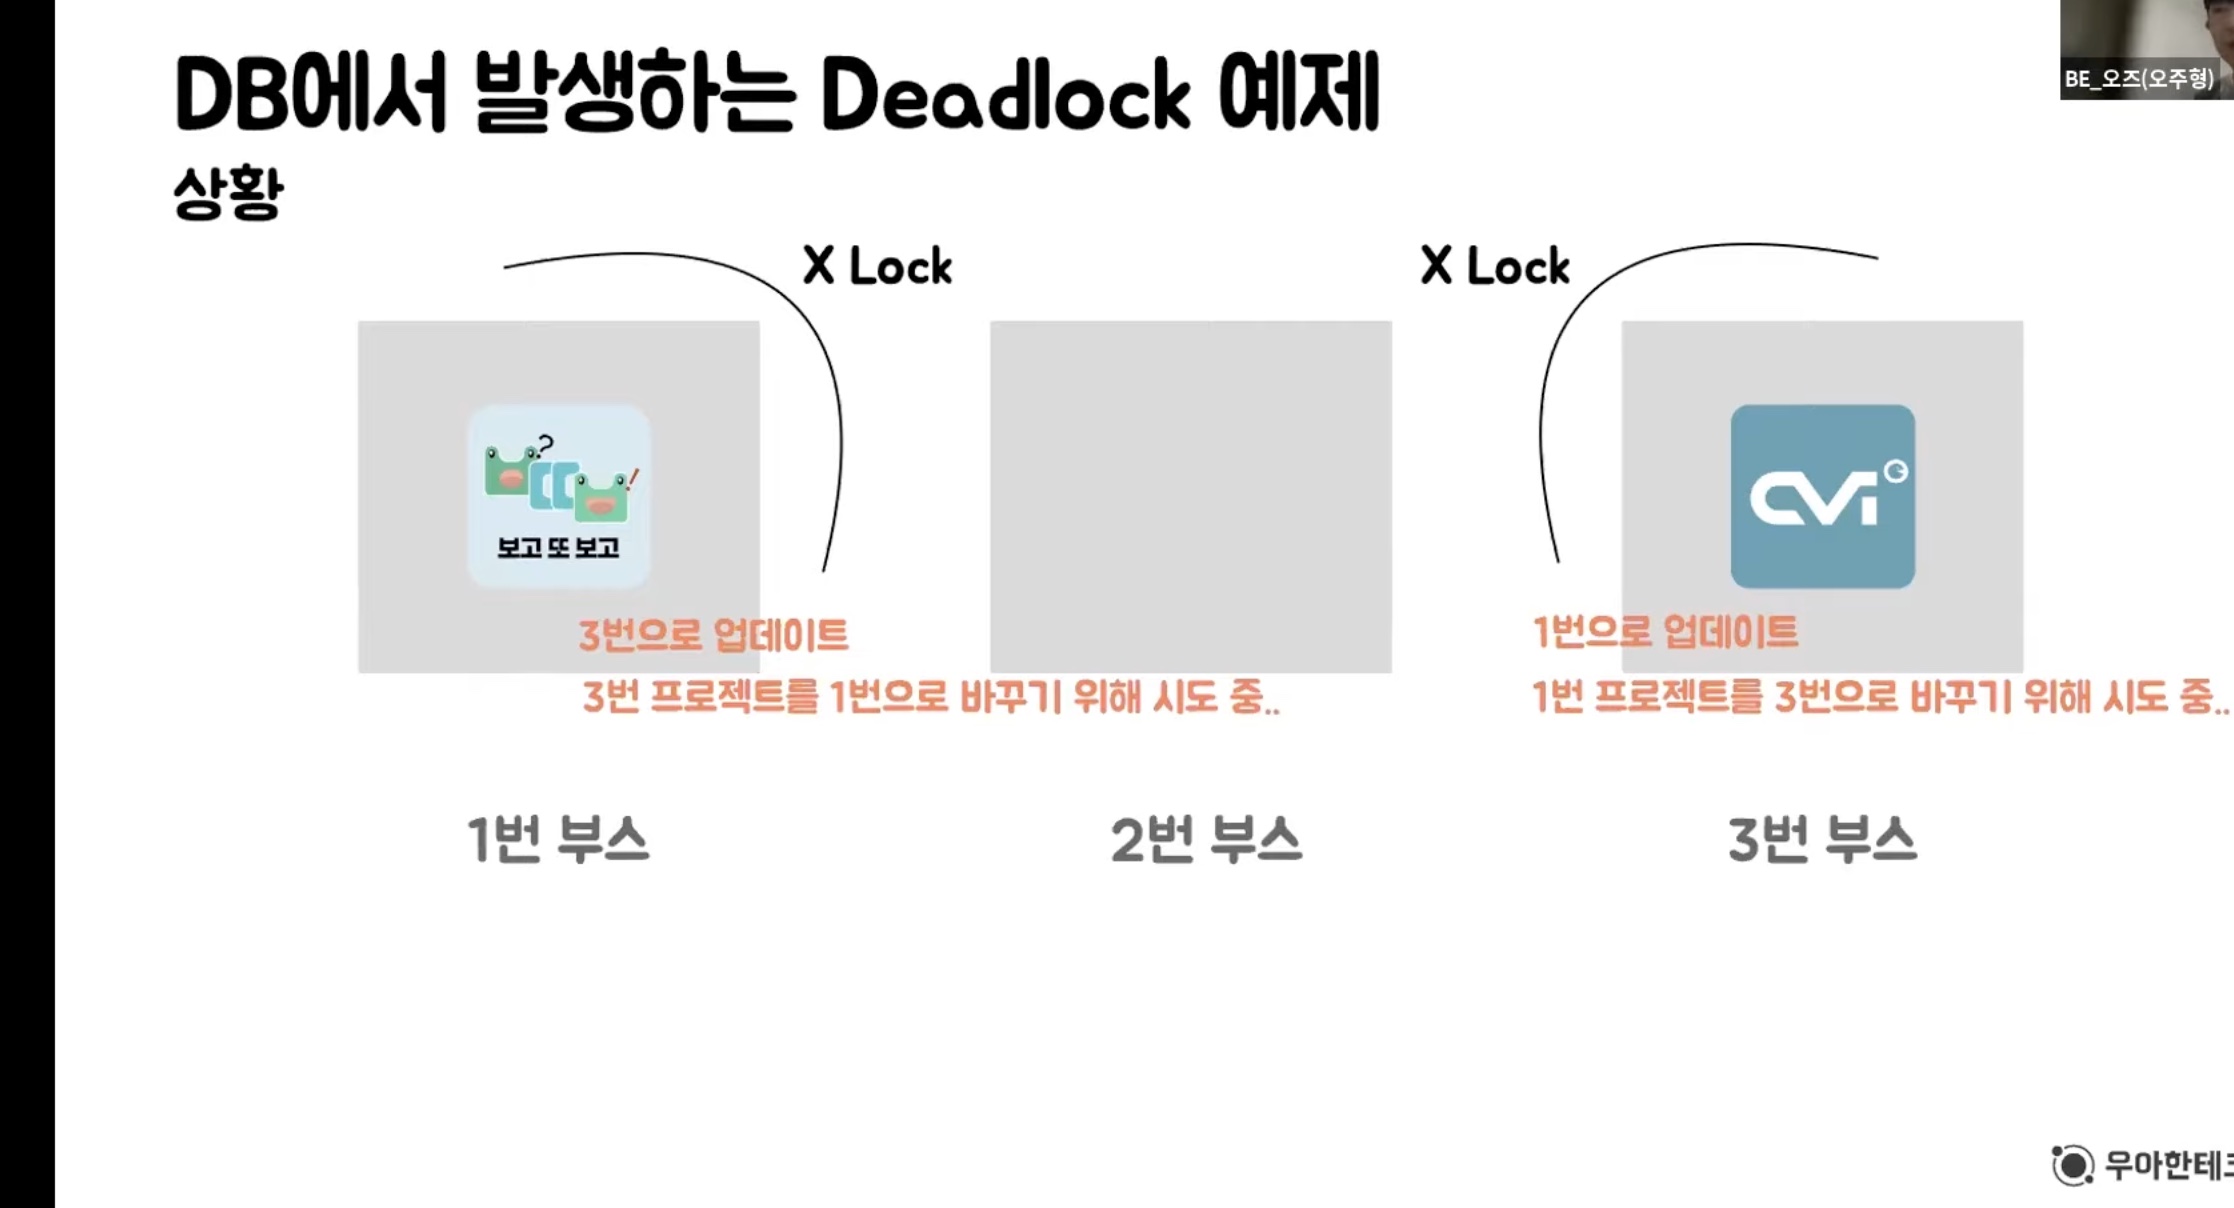 DB에서 발생하는 Deadlock 예제
BE_오즈(오주형)
상황
X Lock
X Lock
?
!
보고 또 보고
CVi
3번으로 업데이트
3번 프로젝트를 1번으로 바꾸기 위해 시도 중..
1번으로 업데이트
1번 프로젝트를 3번으로 바꾸기 위해 시도 중..
1번 부스
2번 부스
3번 부스
우아한테